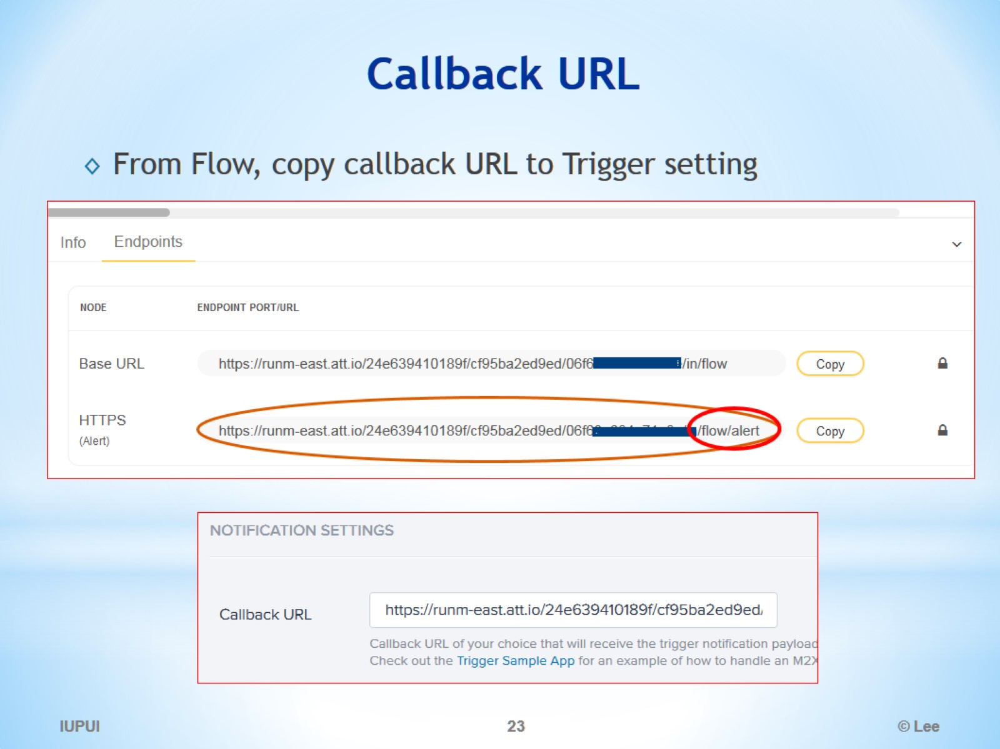 Callback URL
From Flow, copy callback URL to Trigger setting
Info Endpoints
NODE ENDPOINT PORT/URL
Base URL https://runm-east.att.io/24e639410189f/cf95ba2ed9ed/06f6 /in/flow Copy
HTTPS https://runm-east.att.io/24e639410189f/cf95ba2ed9ed/06f6 /flow/alert Copy
(Alert)
NOTIFICATION SETTINGS
Callback URL https://runm-east.att.io/24e639410189f/cf95ba2ed9ed/
Callback URL of your choice that will receive the trigger notification payload
Check out the Trigger Sample App for an example of how to handle an M2X
IUPUI 23 © Lee